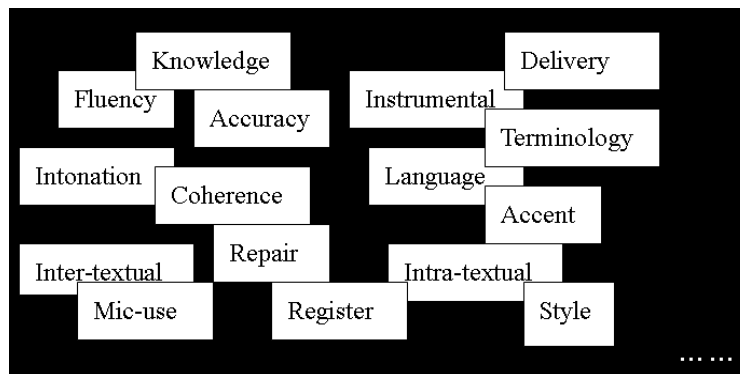 Knowledge
Delivery
Fluency
Instrumental
Accuracy
Terminology
Intonation
Language
Coherence
Accent
Repair
Inter-textual
Intra-textual
Mic-use
Register
Style
……